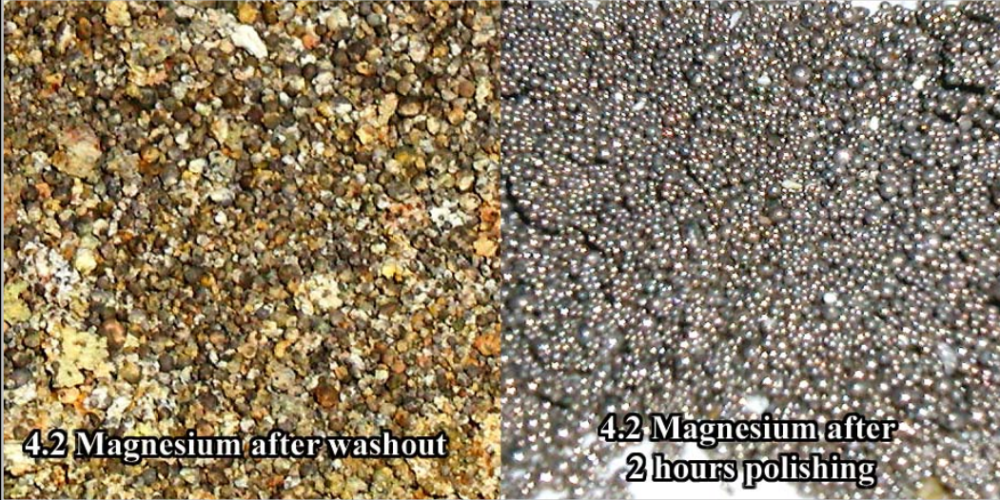 4.2 Magnesium after washout
4.2 Magnesium after
2 hours polishing